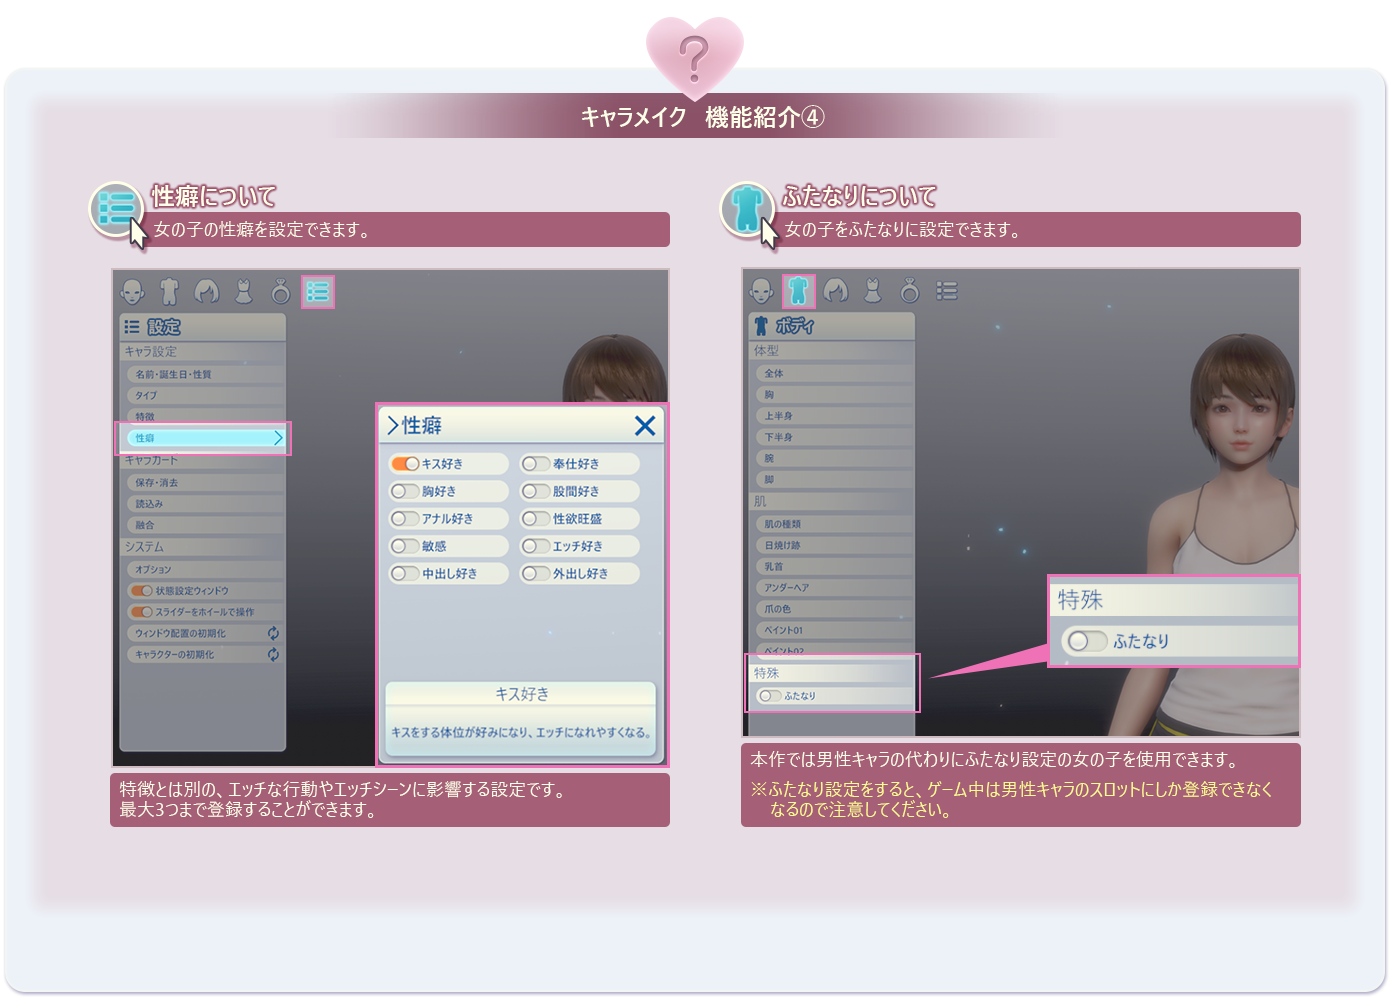 ?
キャラメイク 機能紹介④
性癖について
女の子の性癖を設定できます。
設定
キャラ設定
名前・誕生日・性質
タイプ
特徴
性癖
キャラカード
保存・消去
読込み
融合
システム
オプション
状態設定ウィンドウ
スライダーをホイールで操作
ウィンドウ配置の初期化
キャラクターの初期化
>性癖
キス好き
奉仕好き
胸好き
股間好き
アナル好き
性欲旺盛
敏感
エッチ好き
中出し好き
外出し好き
キス好き
キスをする体位が好みになり、エッチになれやすくなる。
特徴とは別の、エッチな行動やエッチシーンに影響する設定です。
最大3つまで登録することができます。
ふたなりについて
女の子をふたなりに設定できます。
ボディ
体型
全体
胸
上半身
下半身
腕
脚
肌
肌の種類
日焼け跡
乳首
アンダーヘア
爪の色
ペイント01
ペイント02
特殊
ふたなり
特殊
ふたなり
本作では男性キャラの代わりにふたなり設定の女の子を使用できます。
※ふたなり設定をすると、ゲーム中は男性キャラのスロットにしか登録できなく
なるので注意してください。